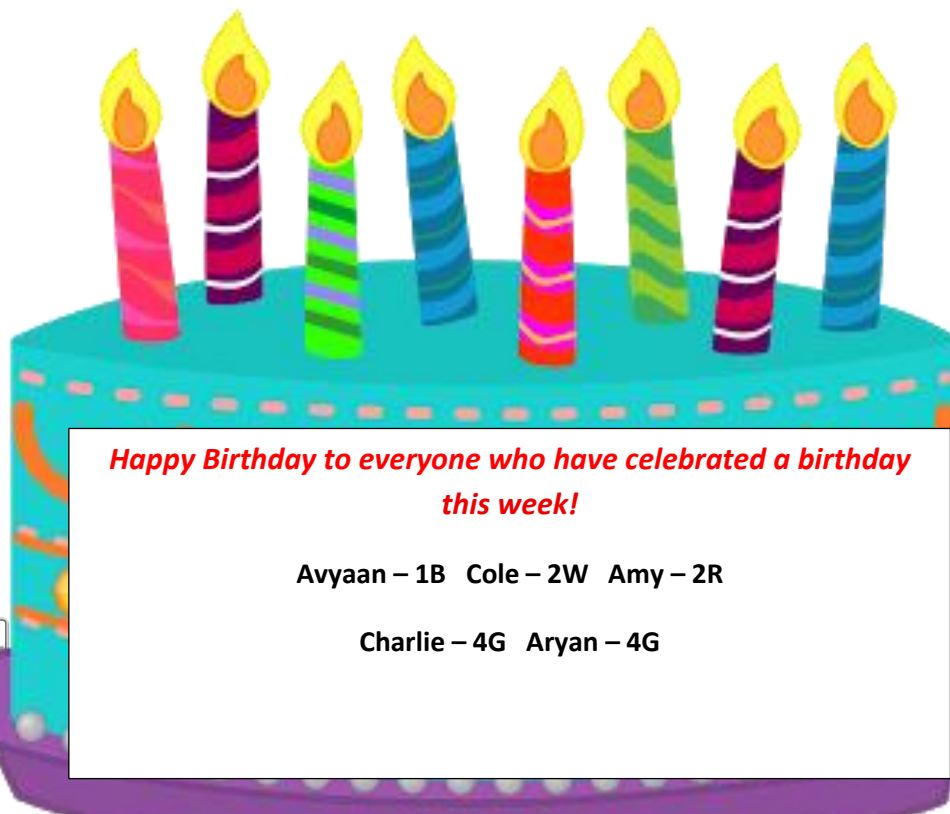 Happy Birthday to everyone who have celebrated a birthday
this week!
Avyaan – 1B   Cole – 2W   Amy – 2R
Charlie – 4G   Aryan – 4G